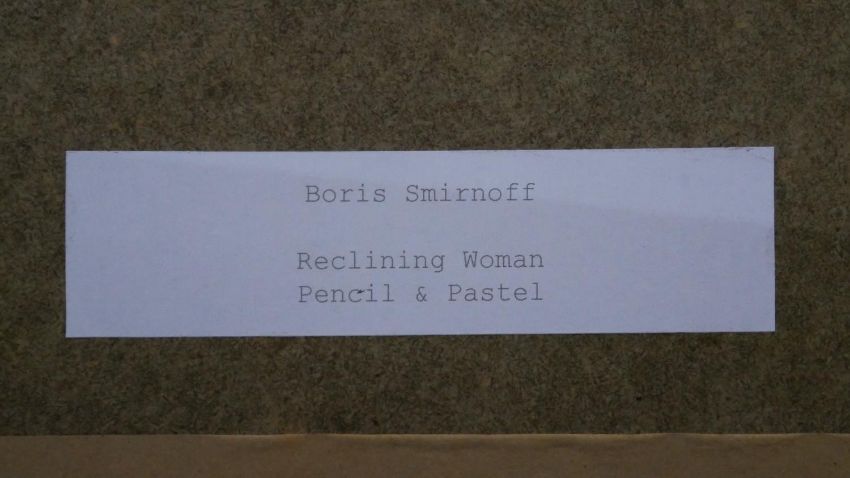 Boris Smirnoff
Reclining Woman
Pencil & Pastel